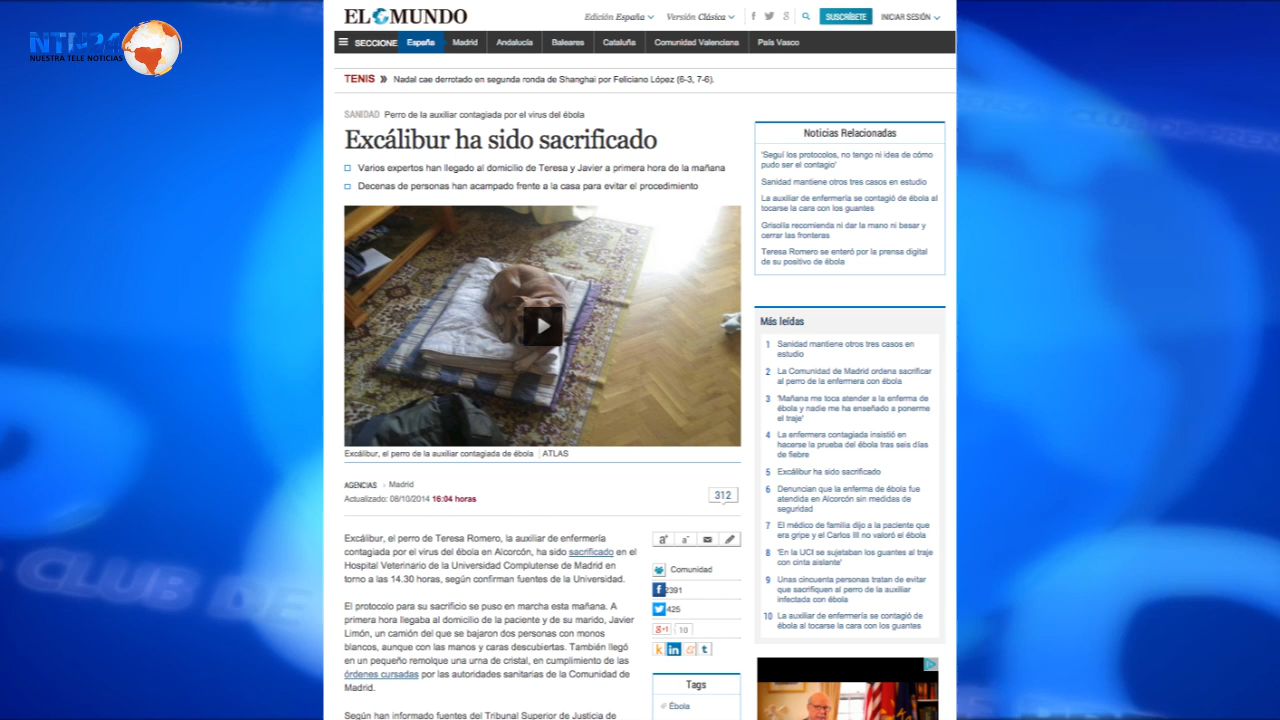 NTN24
NUESTRA TELE NOTICIAS
EL MUNDO
Edición España
Versión Clásica
SUSCRÍBETE
INICIAR SESIÓN
SECCIONE
España
Madrid
Andalucía
Baleares
Cataluña
Comunidad Valenciana
País Vasco
TENIS » Nadal cae derrotado en segunda ronda de Shanghai por Feliciano López (6-3, 7-6).
SANIDAD Perro de la auxiliar contagiada por el virus del ébola
Excálibur ha sido sacrificado
Varios expertos han llegado al domicilio de Teresa y Javier a primera hora de la mañana
Decenas de personas han acampado frente a la casa para evitar el procedimiento
Excálibur, el perro de la auxiliar contagiada de ébola | ATLAS
AGENCIAS › Madrid
Actualizado: 08/10/2014 16:04 horas
312
Excálibur, el perro de Teresa Romero, la auxiliar de enfermería
contagiada por el virus del ébola en Alcorcón, ha sido sacrificado en el
Hospital Veterinario de la Universidad Complutense de Madrid en
torno a las 14.30 horas, según confirman fuentes de la Universidad.
El protocolo para su sacrificio se puso en marcha esta mañana. A
primera hora llegaba al domicilio de la paciente y de su marido, Javier
Limón, un camión del que se bajaron dos personas con monos
blancos, aunque con las manos y caras descubiertas. También llegó
en un pequeño remolque una urna de cristal, en cumplimiento de las
órdenes cursadas por las autoridades sanitarias de la Comunidad de
Madrid.
Según han informado fuentes del Tribunal Superior de Justicia de
a+ a-
Comunidad
2391
425
g+1 10
Tags
Ébola
Noticias Relacionadas
'Seguí los protocolos, no tengo ni idea de cómo
pudo ser el contagio'
Sanidad mantiene otros tres casos en estudio
La auxiliar de enfermería se contagió de ébola al
tocarse la cara con los guantes
Grisolía recomienda ni dar la mano ni besar y
cerrar las fronteras
Teresa Romero se enteró por la prensa digital
de su positivo de ébola
Más leídas
1 Sanidad mantiene otros tres casos en
estudio
2 La Comunidad de Madrid ordena sacrificar
al perro de la enfermera con ébola
3 'Mañana me toca atender a la enferma de
ébola y nadie me ha enseñado a ponerme
el traje'
4 La enfermera contagiada insistió en
hacerse la prueba del ébola tras seis días
de fiebre
5 Excálibur ha sido sacrificado
6 Denuncian que la enferma de ébola fue
atendida en Alcorcón sin medidas de
seguridad
7 El médico de familia dijo a la paciente que
era gripe y el Carlos III no valoró el ébola
8 'En la UCI se sujetaban los guantes al traje
con cinta aislante'
9 Unas cincuenta personas tratan de evitar
que sacrifiquen al perro de la auxiliar
infectada con ébola
10 La auxiliar de enfermería se contagió de
ébola al tocarse la cara con los guantes